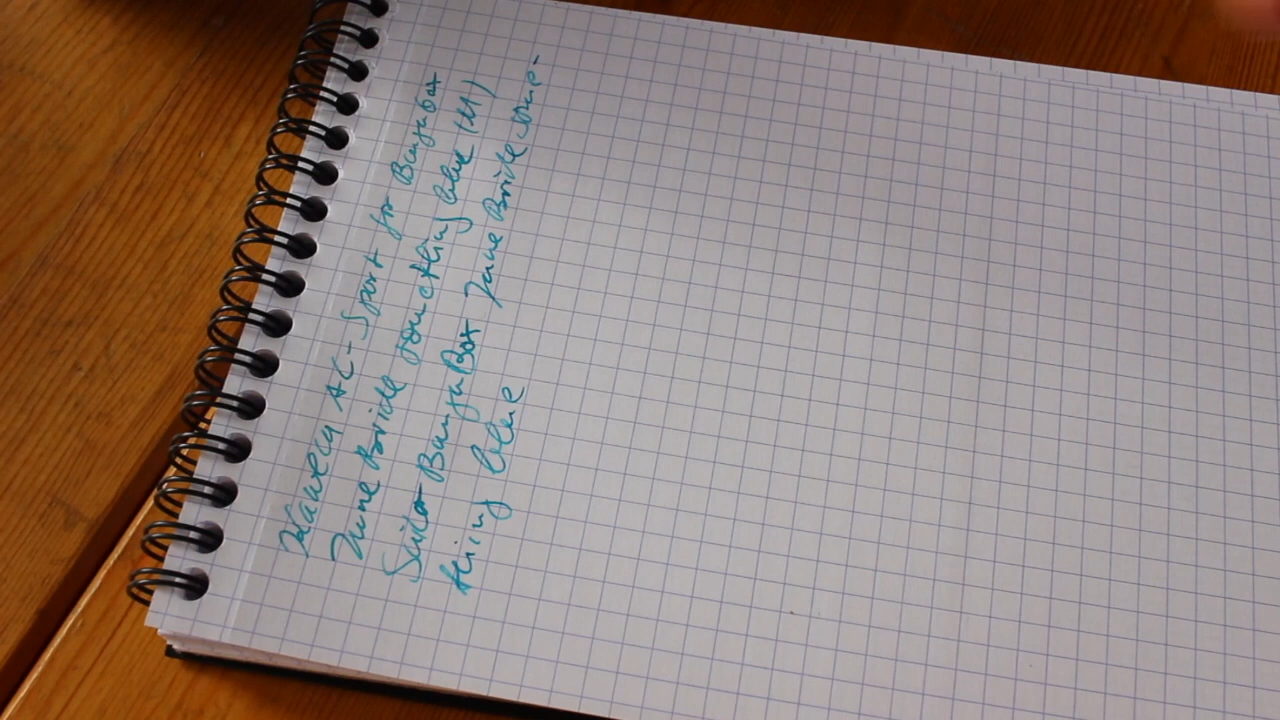 Kaweco AC-Sport for Bungubox
June Bride something blue (M)
Sailor BunguBox June Bride some-
thing blue